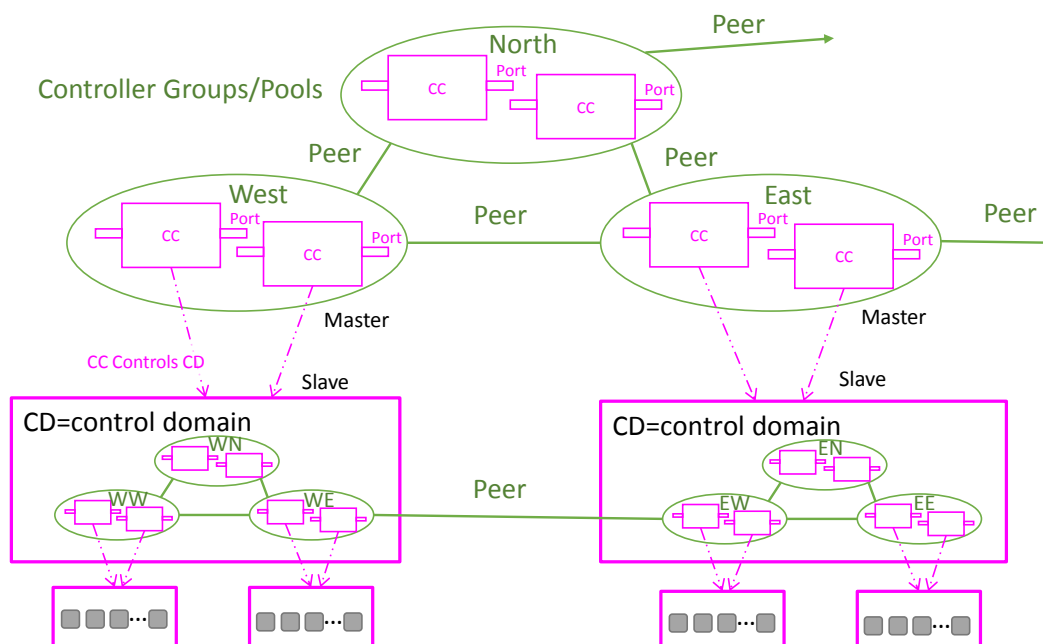 Peer
North
Controller Groups/Pools
CC
Port
CC
Port
Peer
Peer
West
East
Peer
Peer
CC
Port
CC
Port
CC
Port
CC
Port
Master
Master
CC Controls CD
Slave
Slave
CD=control domain
CD=control domain
WN
EN
WW
WE
Peer
EW
EE
...
...
...
...